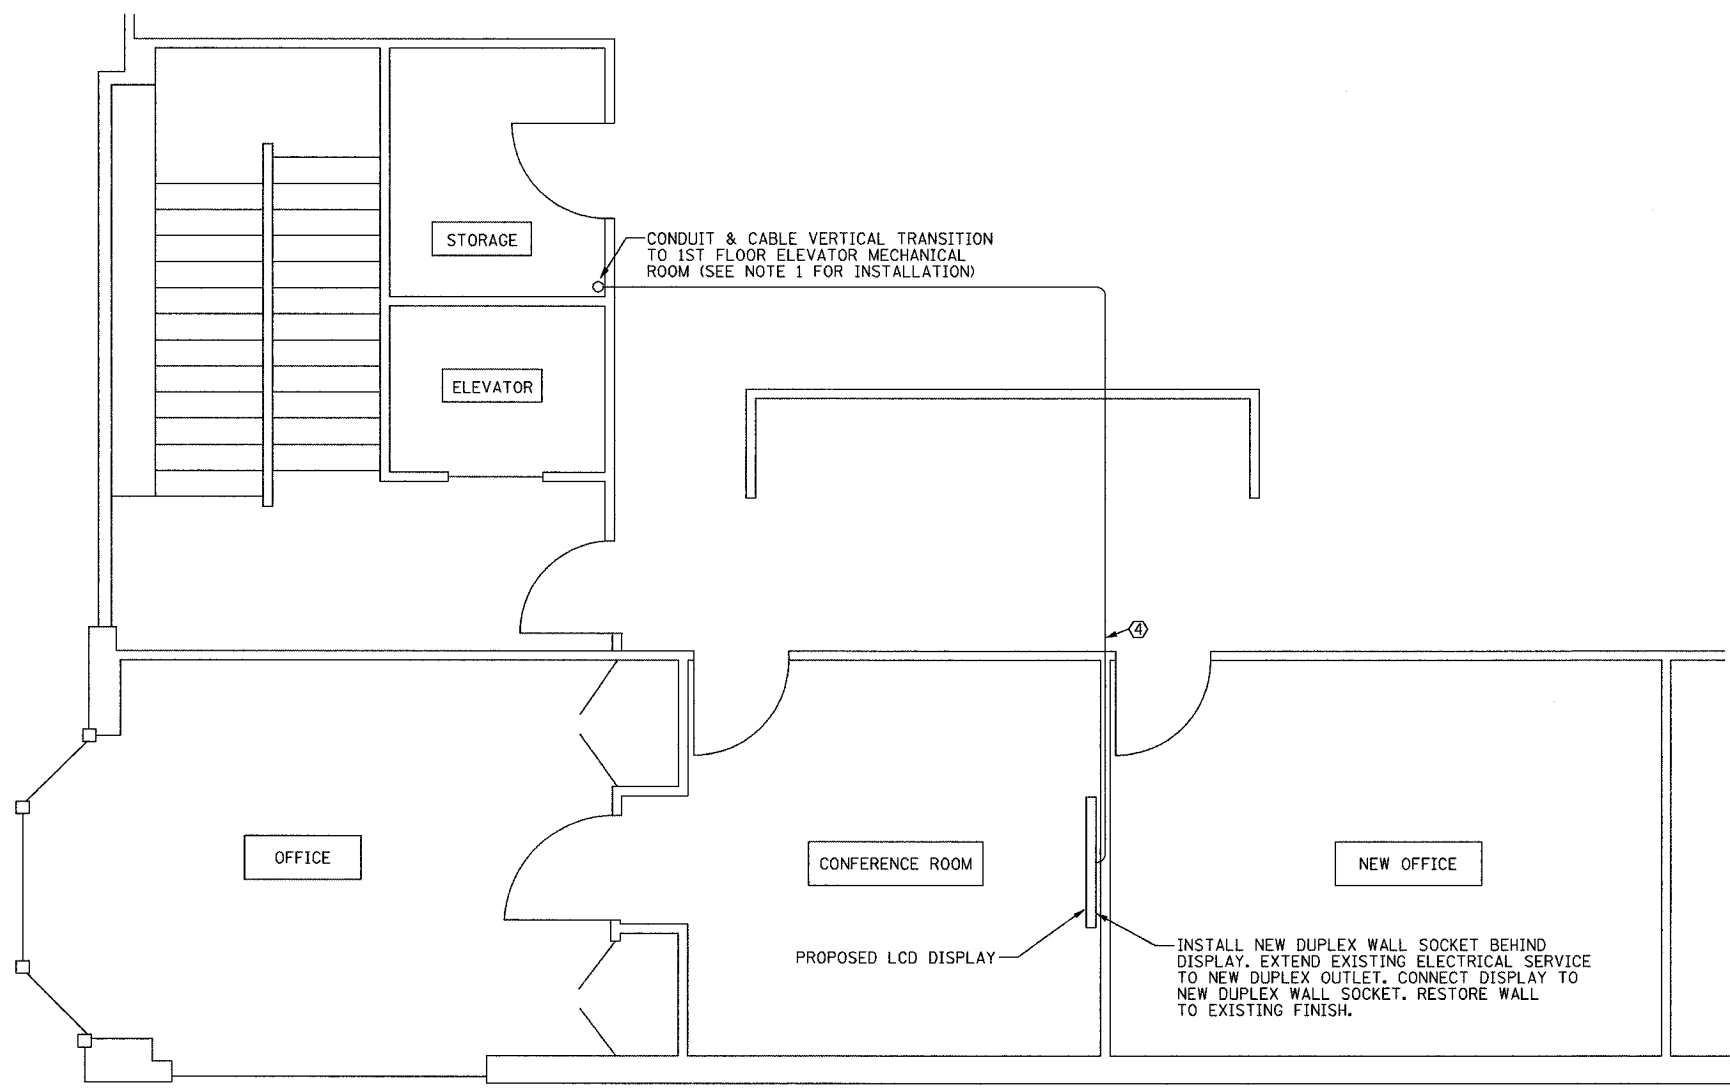 STORAGE
CONDUIT & CABLE VERTICAL TRANSITION
TO 1ST FLOOR ELEVATOR MECHANICAL
ROOM (SEE NOTE 1 FOR INSTALLATION)
ELEVATOR
4
OFFICE
CONFERENCE ROOM
NEW OFFICE
PROPOSED LCD DISPLAY
INSTALL NEW DUPLEX WALL SOCKET BEHIND
DISPLAY. EXTEND EXISTING ELECTRICAL SERVICE
TO NEW DUPLEX OUTLET. CONNECT DISPLAY TO
NEW DUPLEX WALL SOCKET. RESTORE WALL
TO EXISTING FINISH.